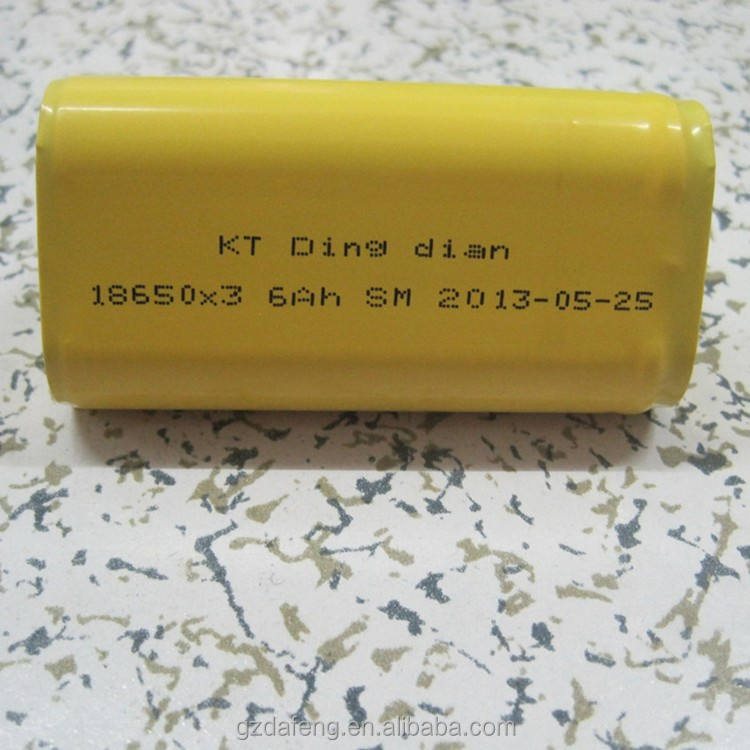 KT Ding dian
18650x3 6Ah SM 2013-05-25
gzdafeng.en.alibaba.com